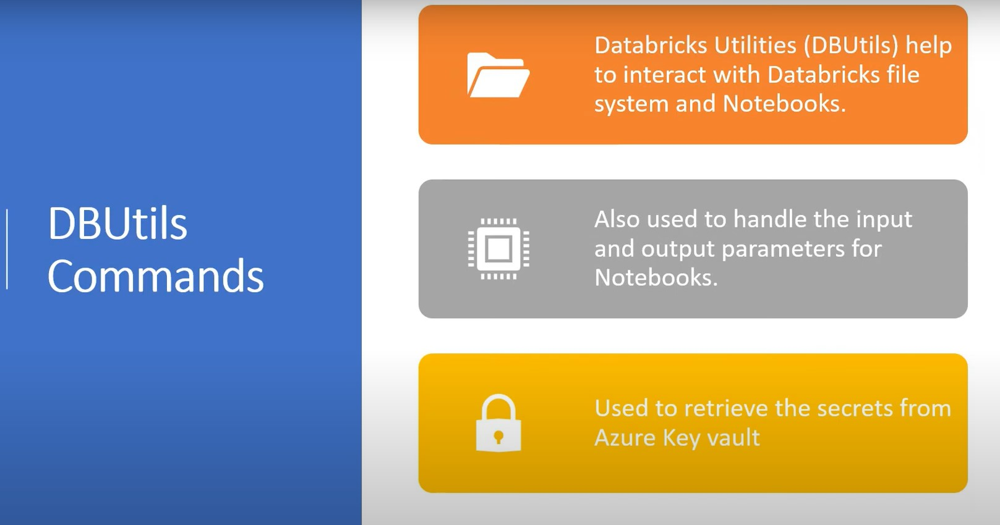 DBUtils
Commands
Databricks Utilities (DBUtils) help
to interact with Databricks file
system and Notebooks.
Also used to handle the input
and output parameters for
Notebooks.
Used to retrieve the secrets from
Azure Key vault